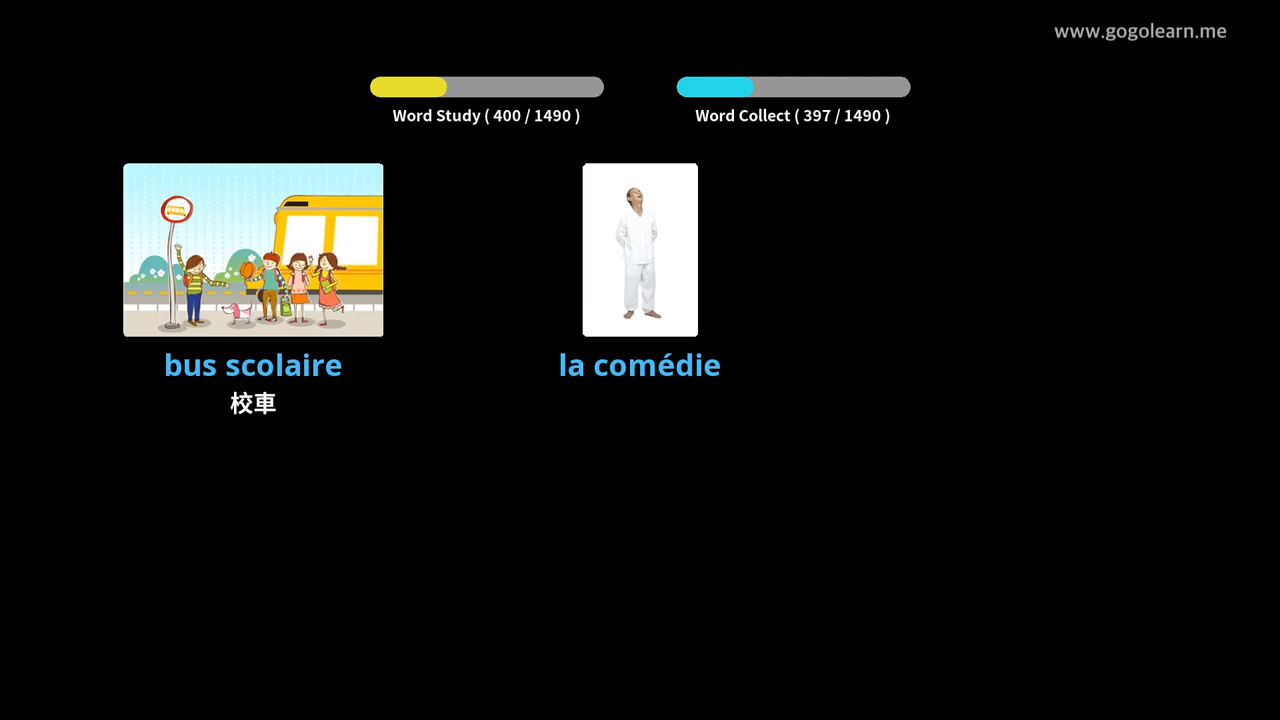 www.gogolearn.me
Word Study ( 400 / 1490 )
Word Collect ( 397 / 1490 )
bus scolaire
校車
la comédie